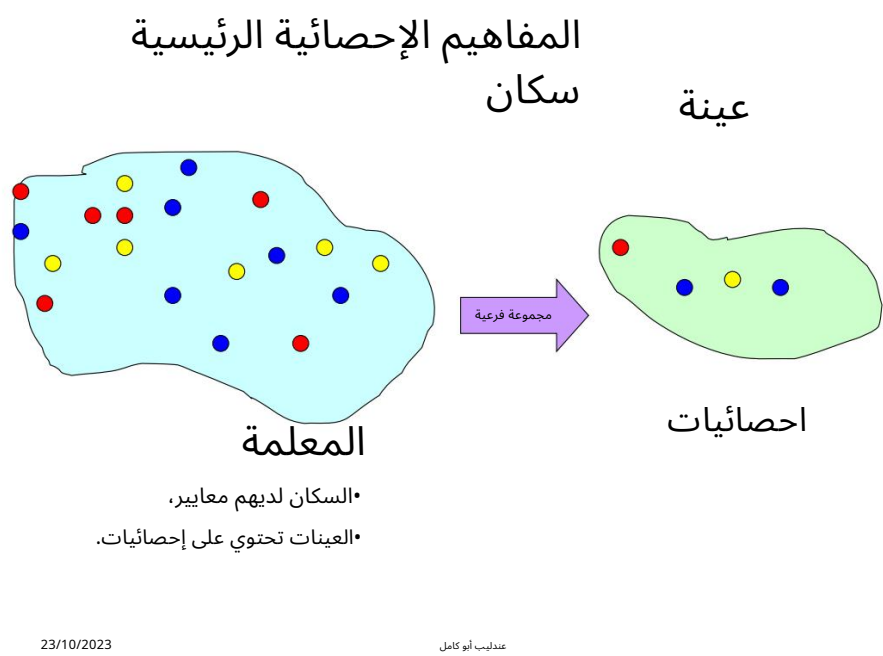 المفاهيم الإحصائية الرئيسية
سكان
عينة
مجموعة فرعية
المعلمة
احصائيات
•السكان لديهم معايير،
•العينات تحتوي على إحصائيات.
23/10/2023
عندليب أبو كامل